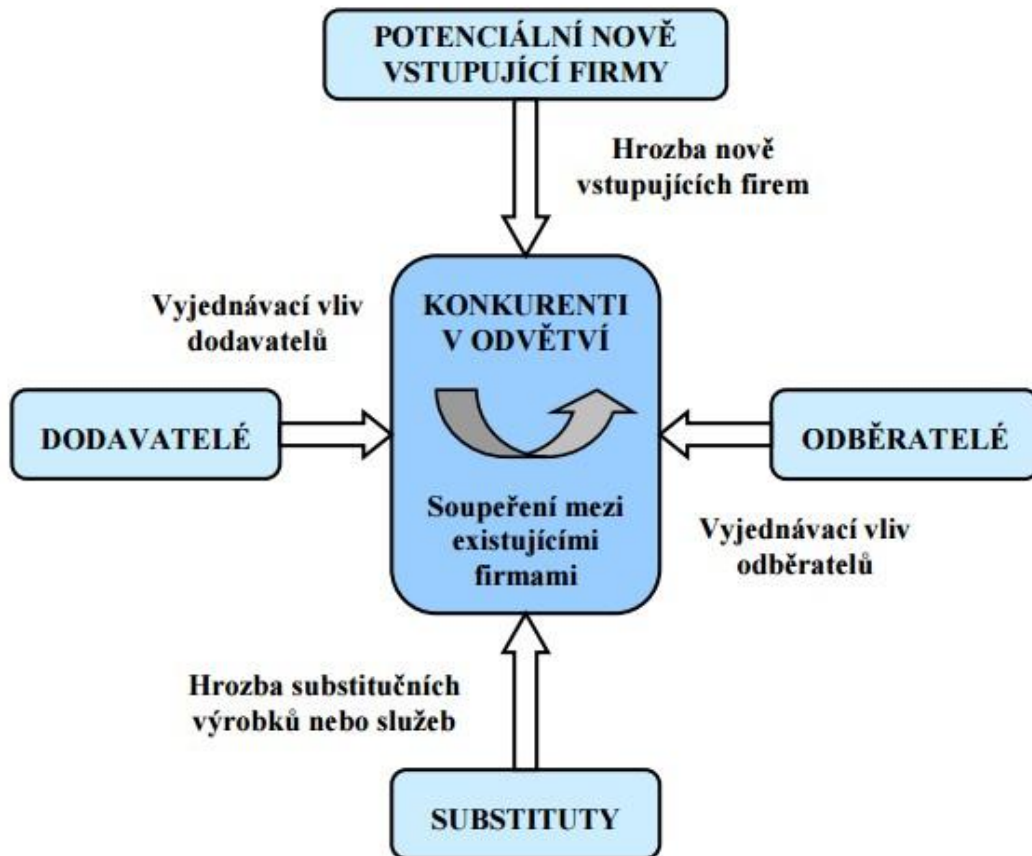 POTENCIÁLNÍ NOVĚ
VSTUPUJÍCÍ FIRMY
Hrozba nově
vstupujících firem
Vyjednávací vliv
dodavatelů
KONKURENTI
V ODVĚTVÍ
DODAVATELÉ
ODBĚRATELÉ
Soupeření mezi
existujícími
firmami
Vyjednávací vliv
odběratelů
Hrozba substitučních
výrobků nebo služeb
SUBSTITUTY